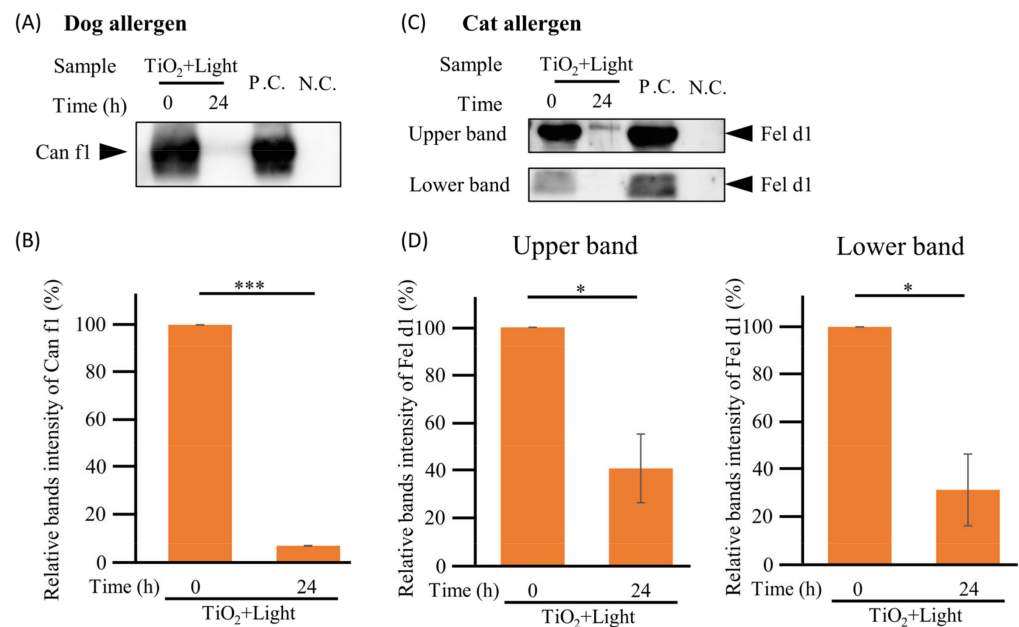 (A) Dog allergen
Sample TiO₂+Light P.C. N.C.
Time (h) 0 24
Can f1
(C) Cat allergen
Sample TiO₂+Light P.C. N.C.
Time 0 24
Upper band Fel d1
Lower band Fel d1
(B)
Relative bands intensity of Can f1 (%)
***
100
80
60
40
20
0
Time (h) 0 24
TiO₂+Light
(D)
Upper band
Relative bands intensity of Fel d1 (%)
*
100
80
60
40
20
0
Time (h) 0 24
TiO₂+Light
Lower band
Relative bands intensity of Fel d1 (%)
*
100
80
60
40
20
0
0 24
TiO₂+Light